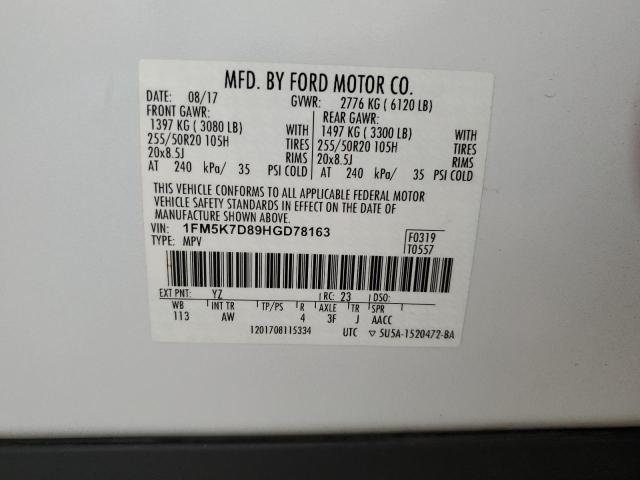 MFD. BY FORD MOTOR CO.
DATE: 08/17 GVWR: 2776 KG ( 6120 LB)
FRONT GAWR: REAR GAWR:
1397 KG ( 3080 LB) WITH 1497 KG ( 3300 LB) WITH
255/50R20 105H TIRES 255/50R20 105H TIRES
20x8.5J RIMS 20x8.5J RIMS
AT 240 kPa/ 35 PSI COLD AT 240 kPa/ 35 PSI COLD
THIS VEHICLE CONFORMS TO ALL APPLICABLE FEDERAL MOTOR
VEHICLE SAFETY STANDARDS IN EFFECT ON THE DATE OF
MANUFACTURE SHOWN ABOVE.
VIN: 1FM5K7D89HGD78163 F0319
TYPE: MPV T0557
EXT PNT: YZ RC: 23 DSO:
WB INT TR TP/PS R AXLE TR SPR
113 AW 4 3F J AACC
1201708115334 UTC ▽ 5U5A-1520472-BA